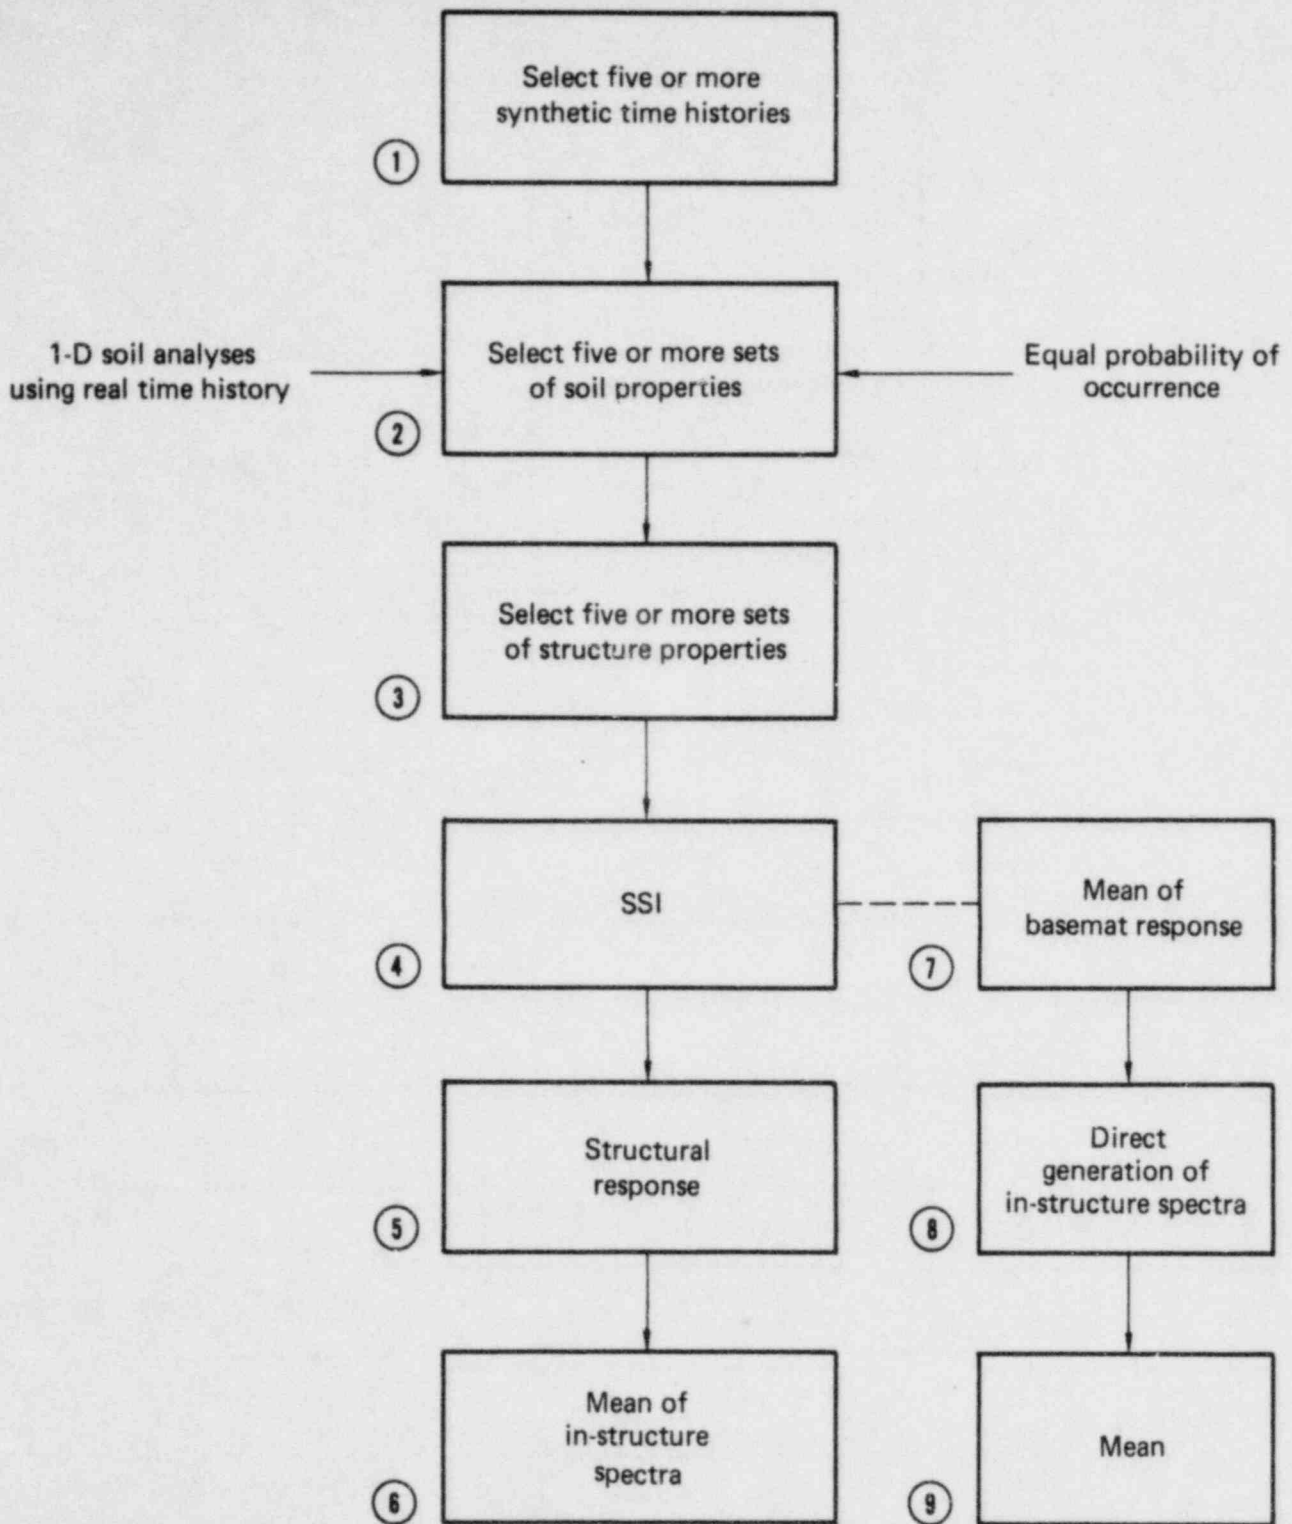 Select five or more
synthetic time histories
1
1-D soil analyses
using real time history
Select five or more sets
of soil properties
Equal probability of
occurrence
2
Select five or more sets
of structure properties
3
SSI
4
Mean of
basemat response
7
Structural
response
5
Direct
generation of
in-structure spectra
8
Mean of
in-structure
spectra
6
Mean
9